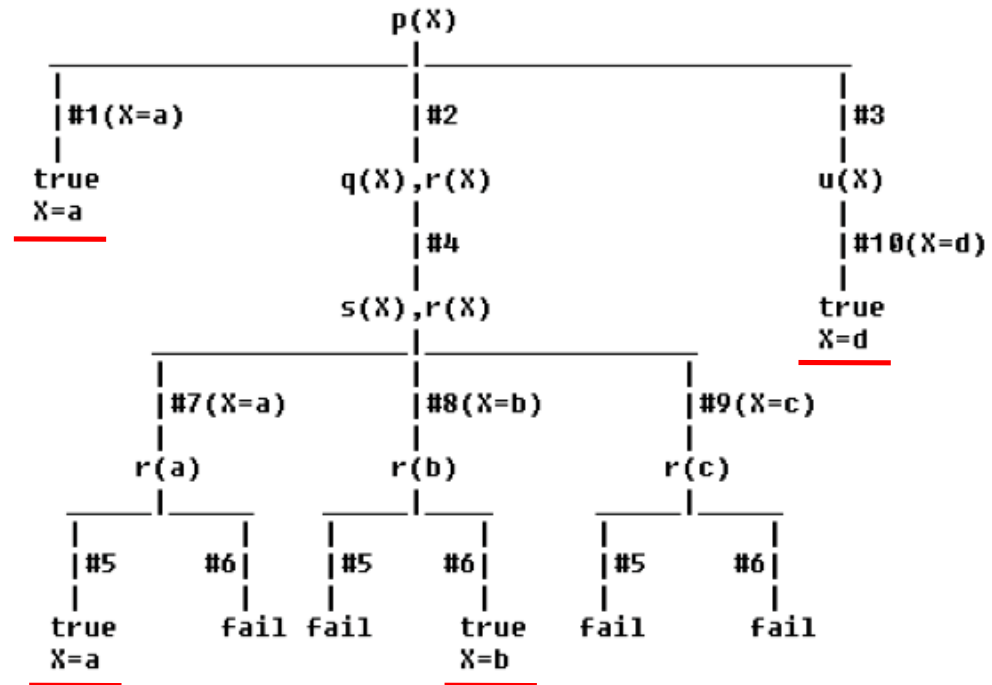 p(X)
#1(X=a) #2 #3
true q(X),r(X) u(X)
X=a
#4 #10(X=d)
s(X),r(X) true
X=d
#7(X=a) #8(X=b) #9(X=c)
r(a) r(b) r(c)
#5 #6 #5 #6 #5 #6
true fail fail true fail fail
X=a X=b